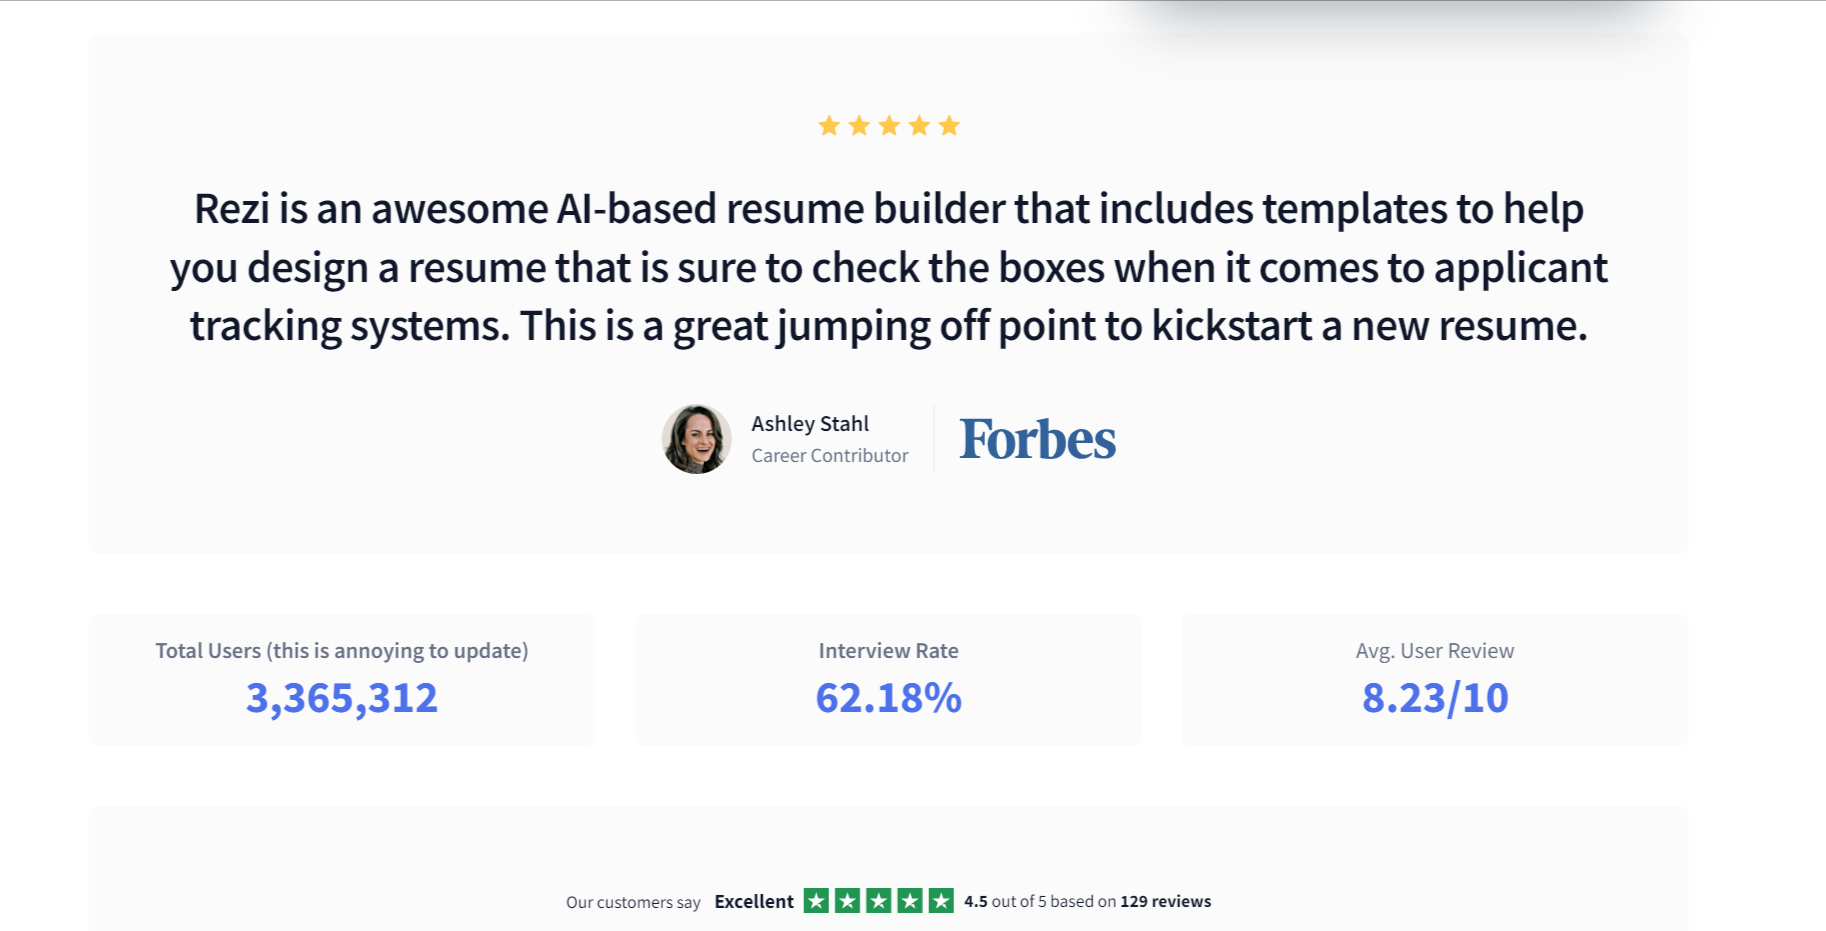 Rezi is an awesome AI-based resume builder that includes templates to help
you design a resume that is sure to check the boxes when it comes to applicant
tracking systems. This is a great jumping off point to kickstart a new resume.
Ashley Stahl
Career Contributor
Forbes
Total Users (this is annoying to update)
3,365,312
Interview Rate
62.18%
Avg. User Review
8.23/10
Our customers say Excellent 4.5 out of 5 based on 129 reviews